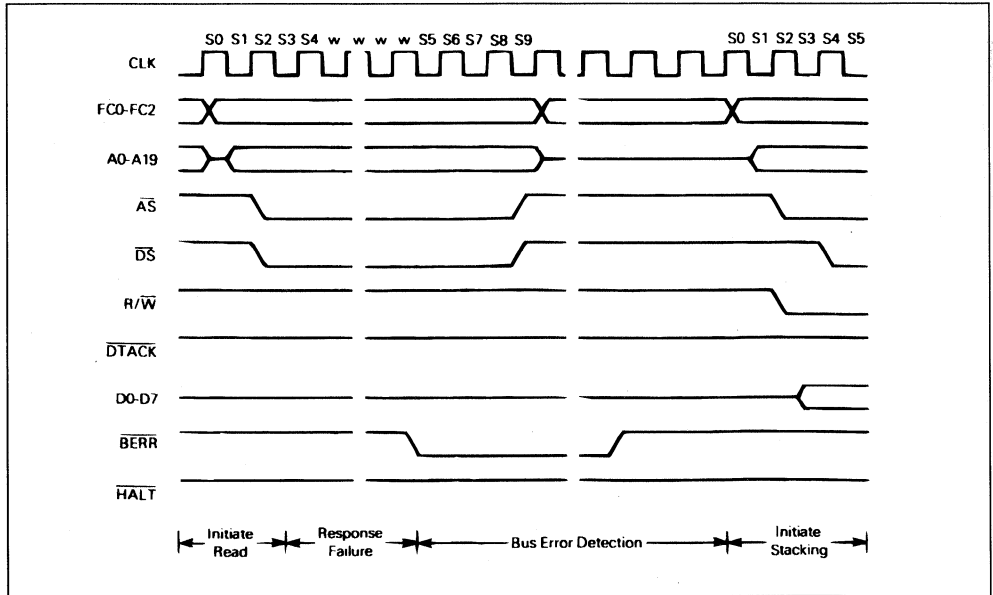 S0 S1 S2 S3 S4 w w w w S5 S6 S7 S8 S9 S0 S1 S2 S3 S4 S5
CLK
FC0-FC2
A0-A19
AS
DS
R/W
DTACK
D0-D7
BERR
HALT
Initiate
Read
Response
Failure
Bus Error Detection
Initiate
Stacking